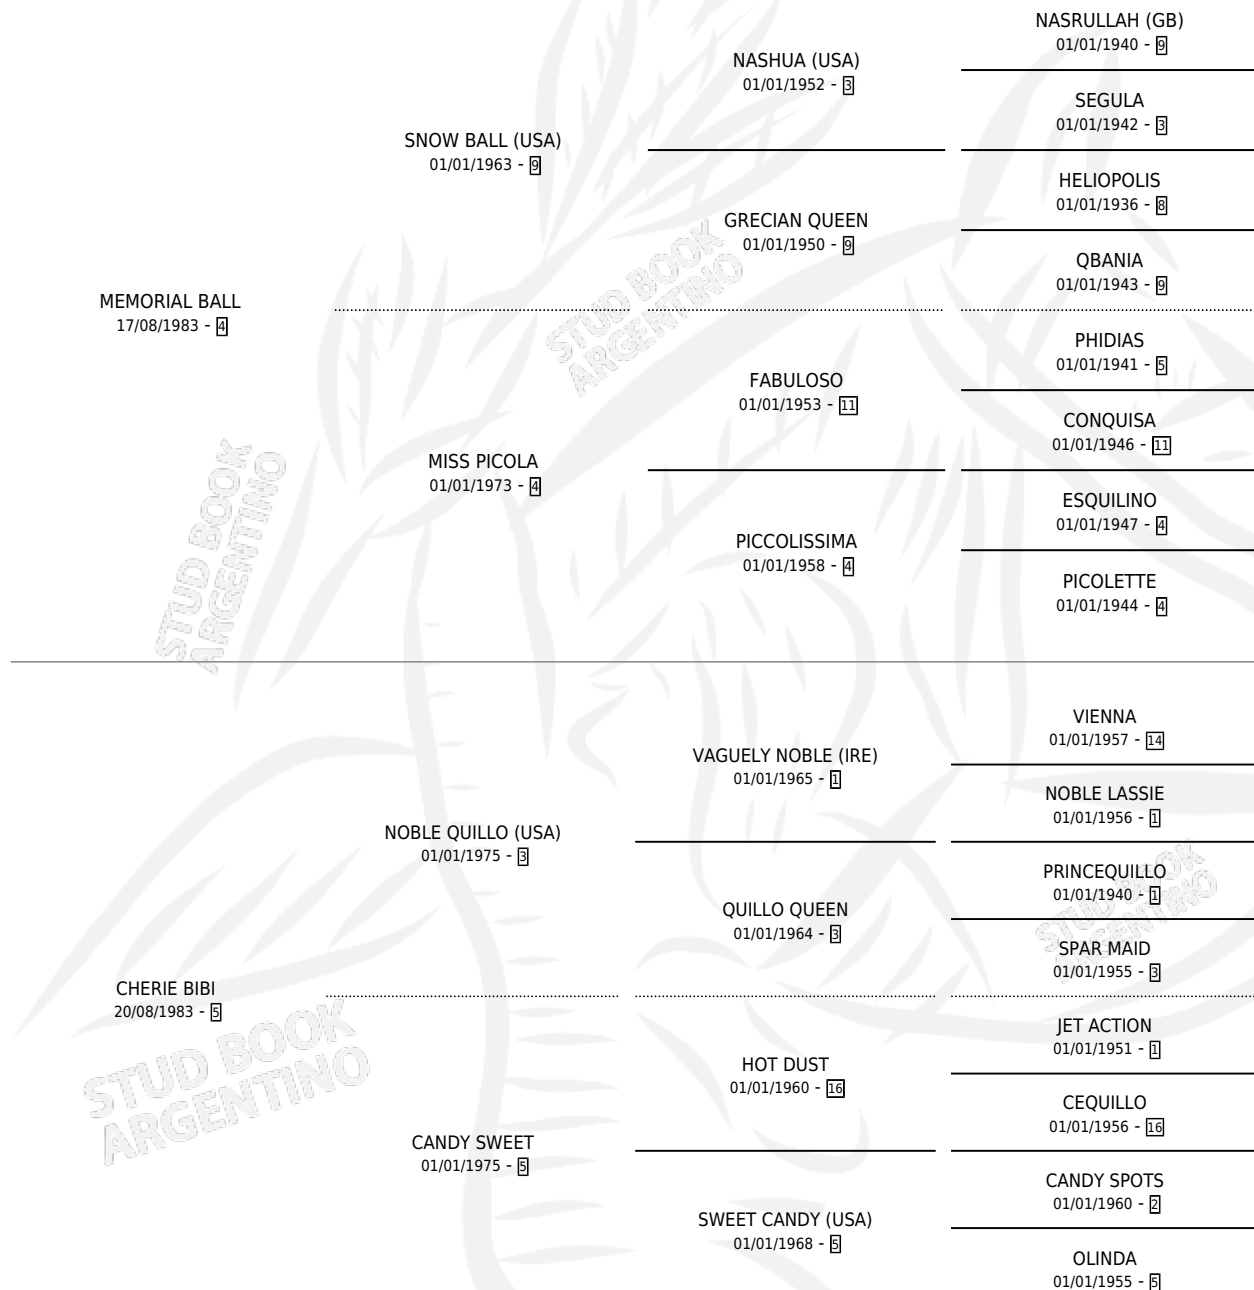 NASRULLAH (GB)
01/01/1940 - 9
NASHUA (USA)
01/01/1952 - 3
SEGULA
01/01/1942 - 3
SNOW BALL (USA)
01/01/1963 - 9
HELIOPOLIS
01/01/1936 - 8
GRECIAN QUEEN
01/01/1950 - 9
QBANIA
01/01/1943 - 9
STUD BOOK
ARGENTINO
MEMORIAL BALL
17/08/1983 - 4
PHIDIAS
01/01/1941 - 5
FABULOSO
01/01/1953 - 11
CONQUISA
01/01/1946 - 11
MISS PICOLA
01/01/1973 - 4
ESQUILINO
01/01/1947 - 4
PICCOLISSIMA
01/01/1958 - 4
PICOLETTE
01/01/1944 - 4
STUD BOOK
ARGENTINO
VIENNA
01/01/1957 - 14
VAGUELY NOBLE (IRE)
01/01/1965 - 1
NOBLE LASSIE
01/01/1956 - 1
NOBLE QUILLO (USA)
01/01/1975 - 3
PRINCEQUILLO
01/01/1940 - 1
QUILLO QUEEN
01/01/1964 - 3
SPAR MAID
01/01/1955 - 3
STUD BOOK
ARGENTINO
CHERIE BIBI
20/08/1983 - 5
JET ACTION
01/01/1951 - 1
HOT DUST
01/01/1960 - 16
CEQUILLO
01/01/1956 - 16
STUD BOOK
ARGENTINO
CANDY SWEET
01/01/1975 - 5
CANDY SPOTS
01/01/1960 - 2
SWEET CANDY (USA)
01/01/1968 - 5
OLINDA
01/01/1955 - 5